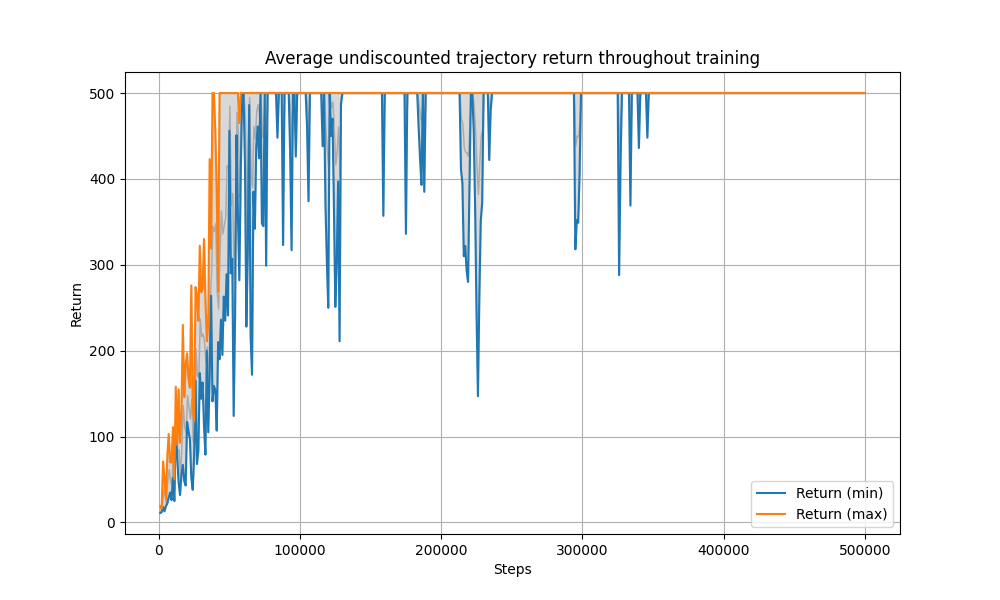 Average undiscounted trajectory return throughout training
Return
500
400
300
200
100
0
0 100000 200000 300000 400000 500000
Steps
Return (min)
Return (max)